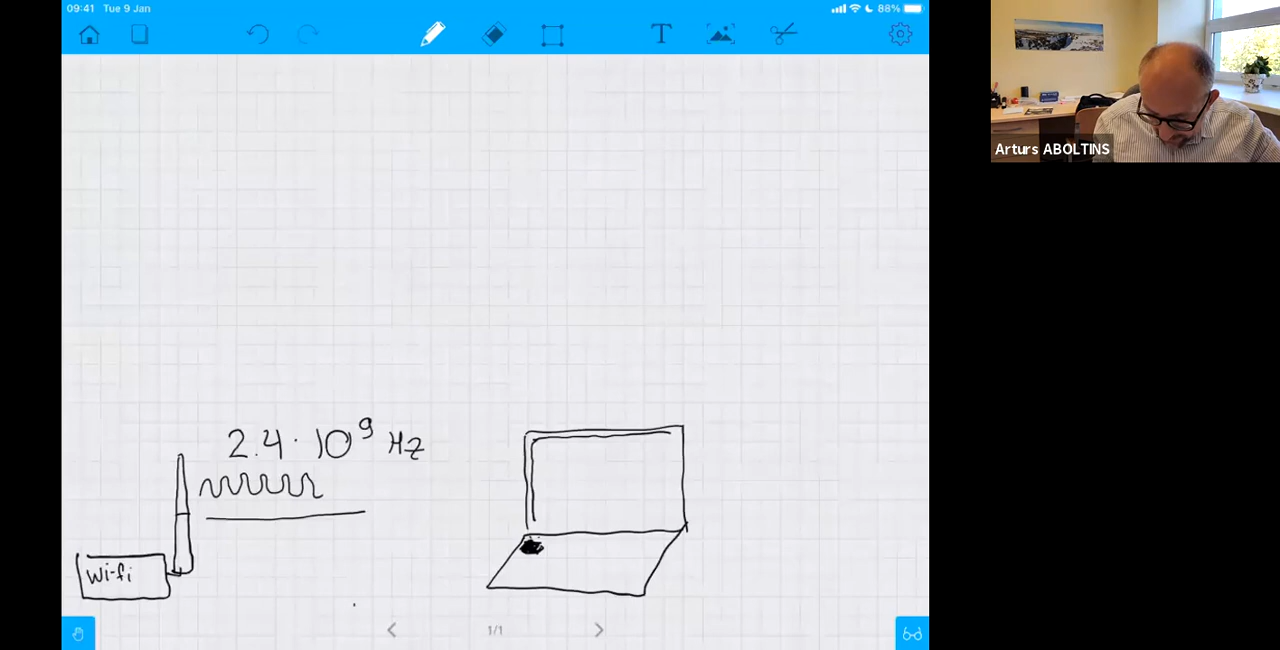 09:41 Tue 9 Jan
88%
T
Arturs ABOLTINS
2.4 · 10⁹ Hz
Wi-fi
1/1